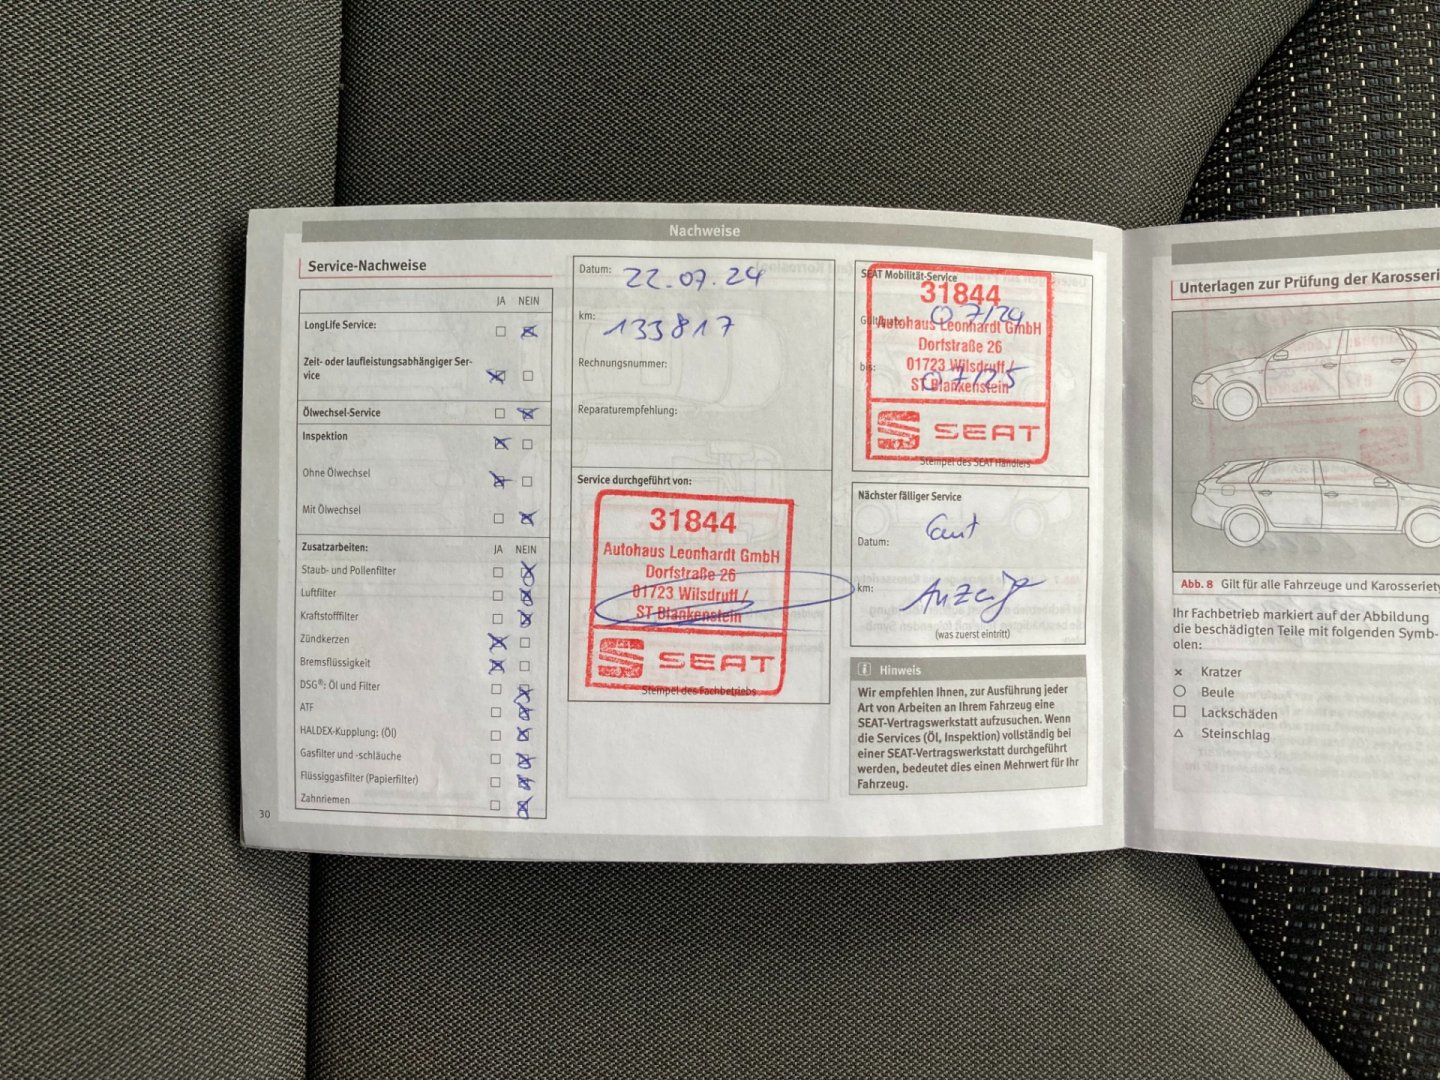 Nachweise
Service-Nachweise
JA NEIN
LongLife Service:
Zeit- oder laufleistungsabhängiger Ser-
vice
Ölwechsel-Service
Inspektion
Ohne Ölwechsel
Mit Ölwechsel
Zusatzarbeiten: JA NEIN
Staub- und Pollenfilter
Luftfilter
Kraftstofffilter
Zündkerzen
Bremsflüssigkeit
DSG®: Öl und Filter
ATF
HALDEX-Kupplung: (Öl)
Gasfilter und -schläuche
Flüssiggasfilter (Papierfilter)
Zahnriemen
30
Datum: 22.07.24
km: 133817
Rechnungsnummer:
Reparaturempfehlung:
Service durchgeführt von:
31844
Autohaus Leonhardt GmbH
Dorfstraße 26
01723 Wilsdruff/
ST Blankenstein
SEAT
Stempel des Fachbetriebs
SEAT Mobilität-Service
31844
07/24
Autohaus Leonhardt GmbH
Dorfstraße 26
01723 Wilsdruff/
bis: 07/25
ST Blankenstein
SEAT
Stempel des SEAT Händlers
Nächster fälliger Service
Datum: Laut
km: Anzeige
(was zuerst eintritt)
i Hinweis
Wir empfehlen Ihnen, zur Ausführung jeder
Art von Arbeiten an Ihrem Fahrzeug eine
SEAT-Vertragswerkstatt aufzusuchen. Wenn
die Services (Öl, Inspektion) vollständig bei
einer SEAT-Vertragswerkstatt durchgeführt
werden, bedeutet dies einen Mehrwert für Ihr
Fahrzeug.
Unterlagen zur Prüfung der Karosseri
Abb. 8 Gilt für alle Fahrzeuge und Karosseriety
Ihr Fachbetrieb markiert auf der Abbildung
die beschädigten Teile mit folgenden Symb-
olen:
× Kratzer
○ Beule
□ Lackschäden
△ Steinschlag